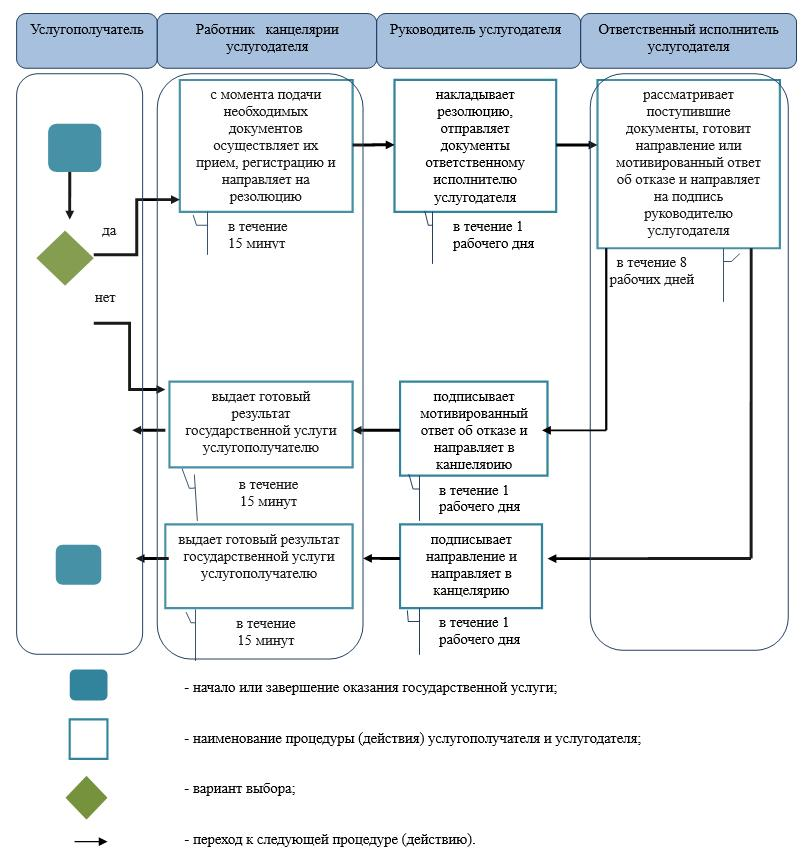 Услугополучатель
Работник канцелярии
услугодателя
Руководитель услугодателя
Ответственный исполнитель
услугодателя
с момента подачи
необходимых
документов
осуществляет их
прием, регистрацию и
направляет на
резолюцию
накладывает
резолюцию,
отправляет
документы
ответственному
исполнителю
услугодателя
рассматривает
поступившие
документы, готовит
направление или
мотивированный ответ
об отказе и направляет
на подпись
руководителю
услугодателя
да
в течение
15 минут
в течение 1
рабочего дня
в течение 8
рабочих дней
нет
выдает готовый
результат
государственной услуги
услугополучателю
подписывает
мотивированный
ответ об отказе и
направляет в
канцелярию
в течение
15 минут
в течение 1
рабочего дня
выдает готовый результат
государственной услуги
услугополучателю
подписывает
направление и
направляет в
канцелярию
в течение
15 минут
в течение 1
рабочего дня
- начало или завершение оказания государственной услуги;
- наименование процедуры (действия) услугополучателя и услугодателя;
- вариант выбора;
- переход к следующей процедуре (действию).